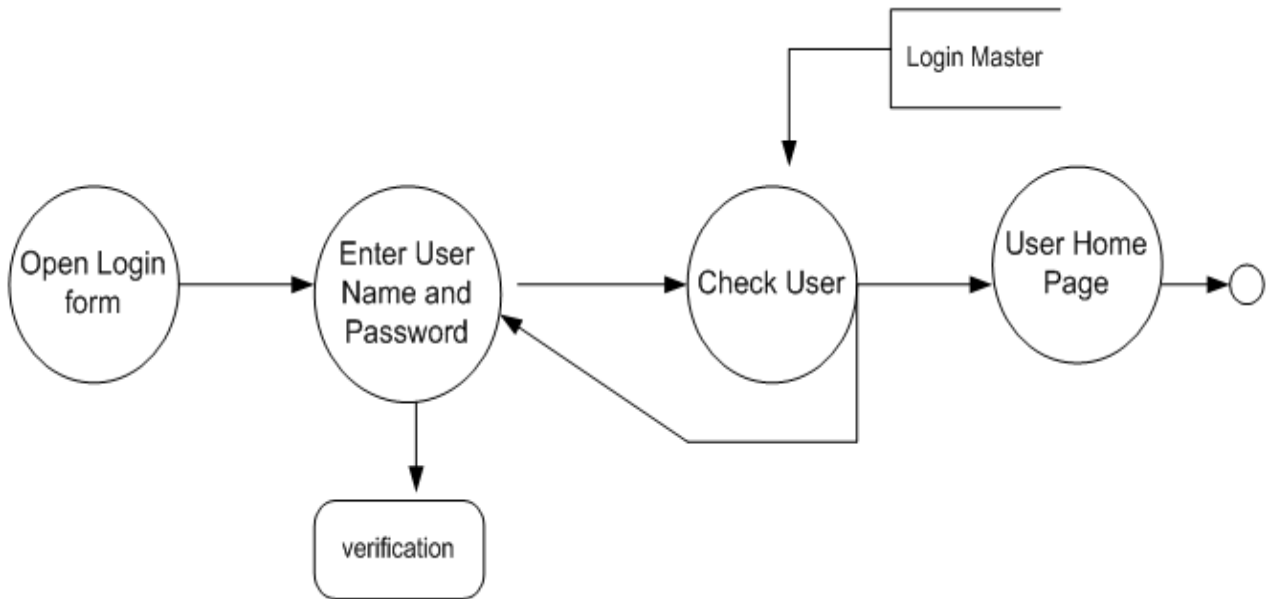 Login Master
Open Login
form
Enter User
Name and
Password
Check User
User Home
Page
verification